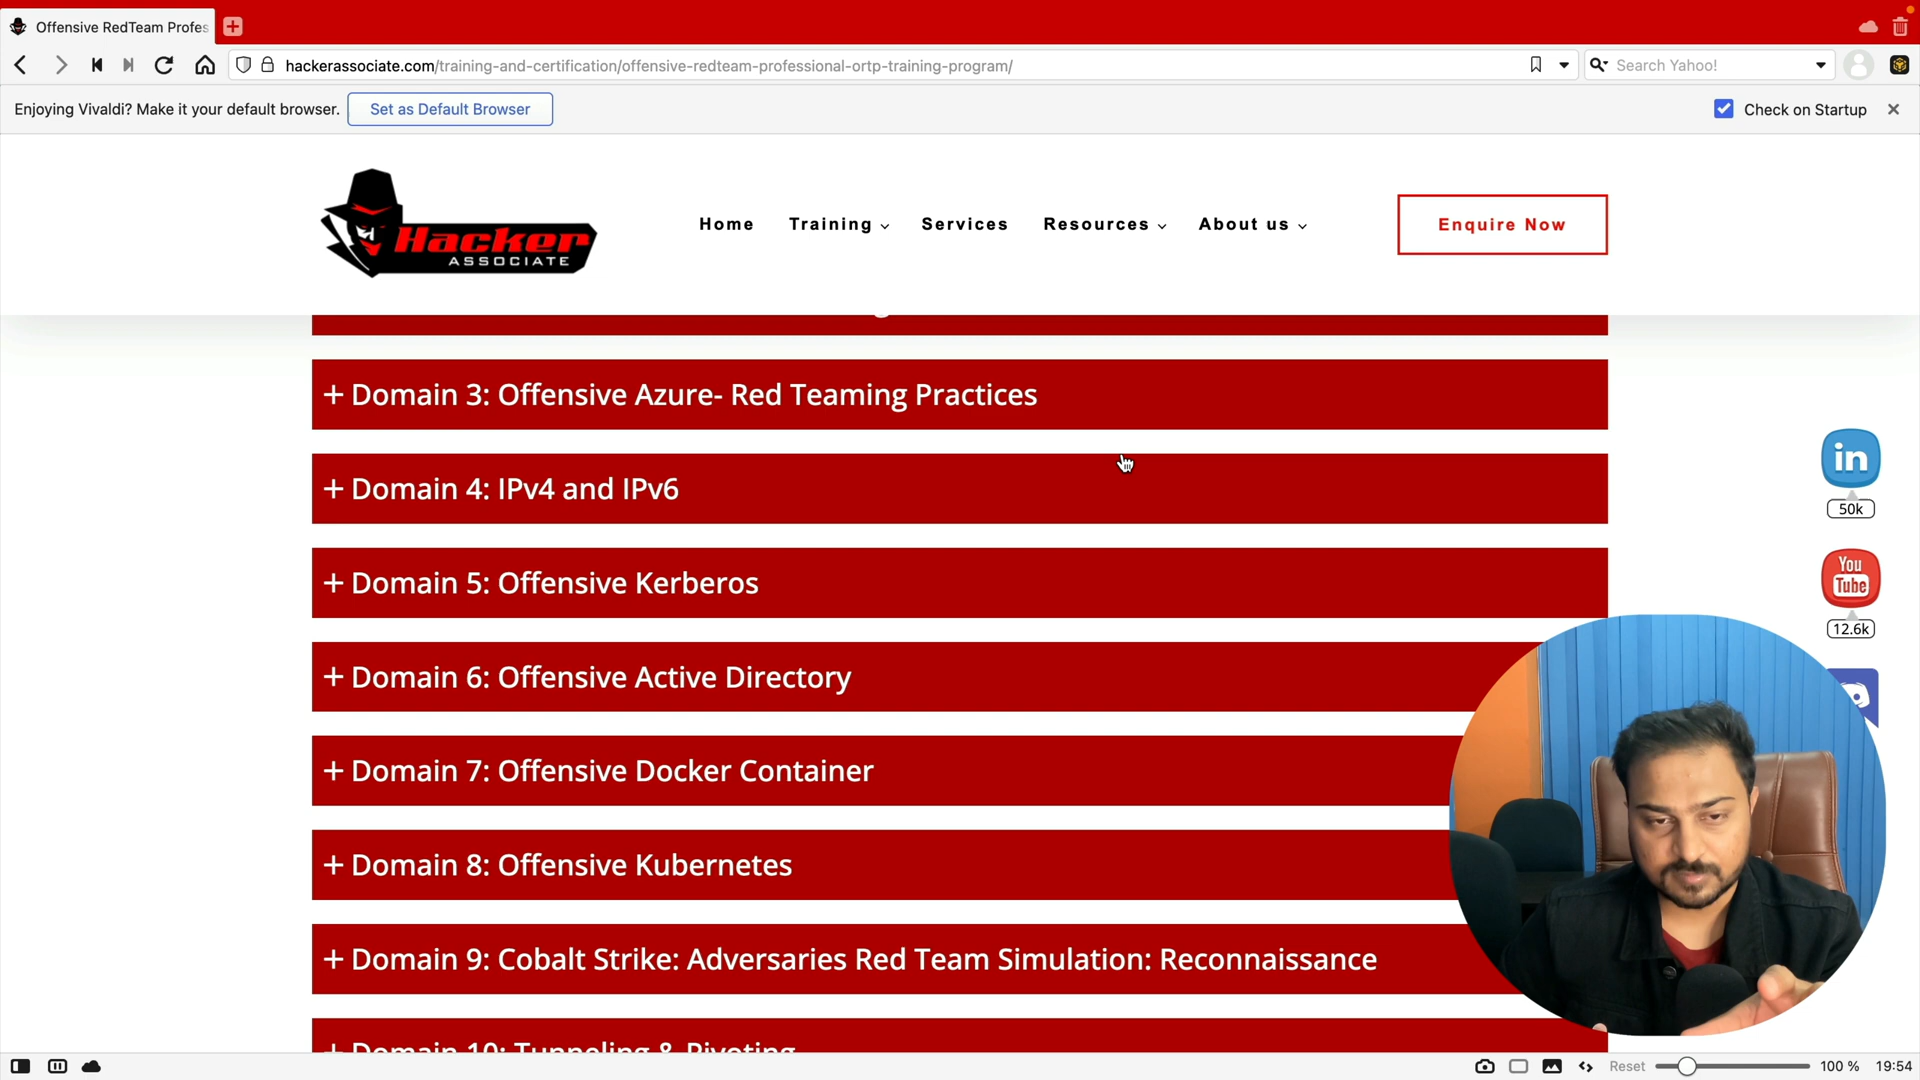 Offensive RedTeam Profes
hackerassociate.com/training-and-certification/offensive-redteam-professional-ortp-training-program/
Search Yahoo!
Enjoying Vivaldi? Make it your default browser.
Set as Default Browser
Check on Startup
Hacker
ASSOCIATE
Home
Training
Services
Resources
About us
Enquire Now
+ Domain 3: Offensive Azure- Red Teaming Practices
+ Domain 4: IPv4 and IPv6
+ Domain 5: Offensive Kerberos
+ Domain 6: Offensive Active Directory
+ Domain 7: Offensive Docker Container
+ Domain 8: Offensive Kubernetes
+ Domain 9: Cobalt Strike: Adversaries Red Team Simulation: Reconnaissance
+ Domain 10: Tunneling & Pivoting
in
50k
You
Tube
12.6k
Reset
100 %
19:54